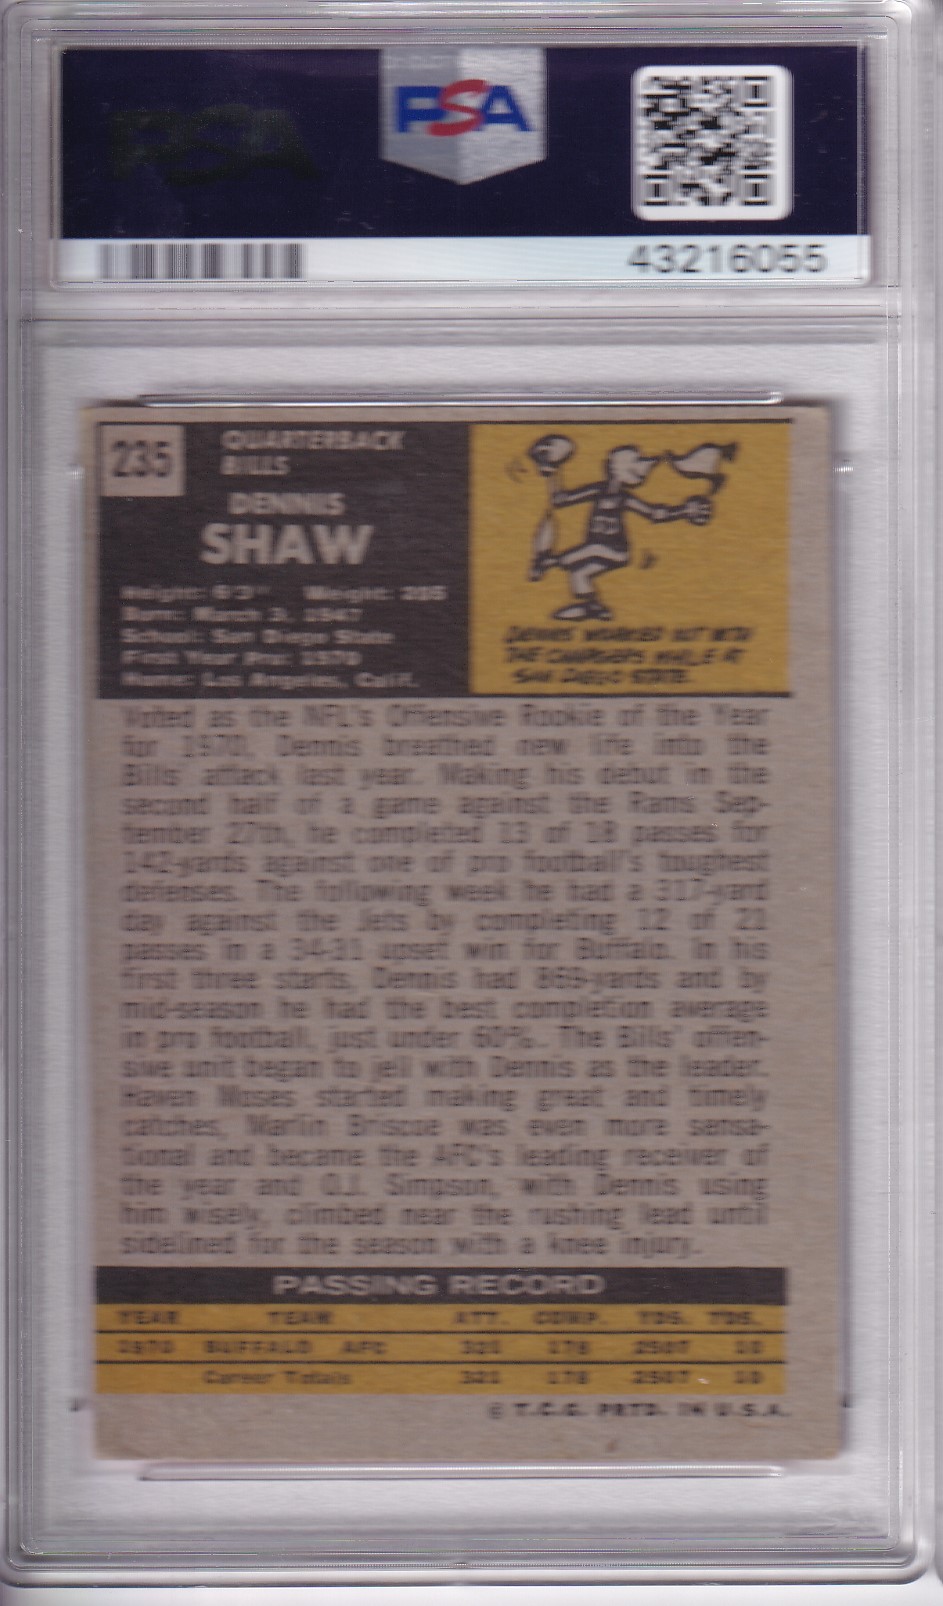 PSA
PSA
43216055
235
QUARTERBACK
BILLS
DENNIS
SHAW
Height: 6'3" Weight: 205
Born: March 3, 1947
School: San Diego State
First Year Pro: 1970
Home: Los Angeles, Calif.
DENNIS WORKED OUT WITH
THE CHARGERS WHILE AT
SAN DIEGO STATE.
Voted as the NFL's Offensive Rookie of the Year
for 1970, Dennis breathed new life into the
Bills' attack last year. Making his debut in the
second half of a game against the Rams Sep-
tember 27th, he completed 13 of 18 passes for
142-yards against one of pro football's toughest
defenses. The following week he had a 317-yard
day against the Jets by completing 12 of 21
passes in a 34-31 upset win for Buffalo. In his
first three starts, Dennis had 869-yards and by
mid-season he had the best completion average
in pro football, just under 60%. The Bills' offen-
sive unit began to jell with Dennis as the leader.
Haven Moses started making great and timely
catches, Marlin Briscoe was even more sensa-
tional and became the AFC's leading receiver of
the year and O.J. Simpson, with Dennis using
him wisely, climbed near the rushing lead until
sidelined for the season with a knee injury.
PASSING RECORD
YEAR TEAM ATT. COMP. YDS. TDS.
1970 BUFFALO AFC 321 178 2507 10
Career Totals 321 178 2507 10
© T.C.G. PRTD. IN U.S.A.